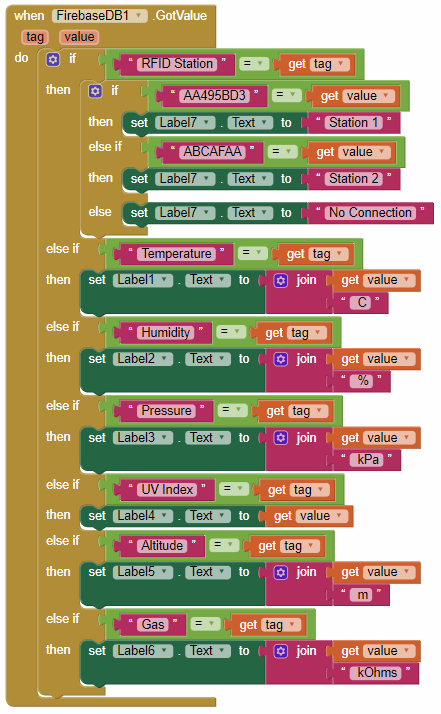 when FirebaseDB1 .GotValue
tag value
do if " RFID Station " = get tag
then if " AA495BD3 " = get value
then set Label7 . Text to " Station 1 "
else if " ABCAFAA " = get value
then set Label7 . Text to " Station 2 "
else set Label7 . Text to " No Connection "
else if " Temperature " = get tag
then set Label1 . Text to join get value
" C "
else if " Humidity " = get tag
then set Label2 . Text to join get value
" % "
else if " Pressure " = get tag
then set Label3 . Text to join get value
" kPa "
else if " UV Index " = get tag
then set Label4 . Text to get value
else if " Altitude " = get tag
then set Label5 . Text to join get value
" m "
else if " Gas " = get tag
then set Label6 . Text to join get value
" kOhms "